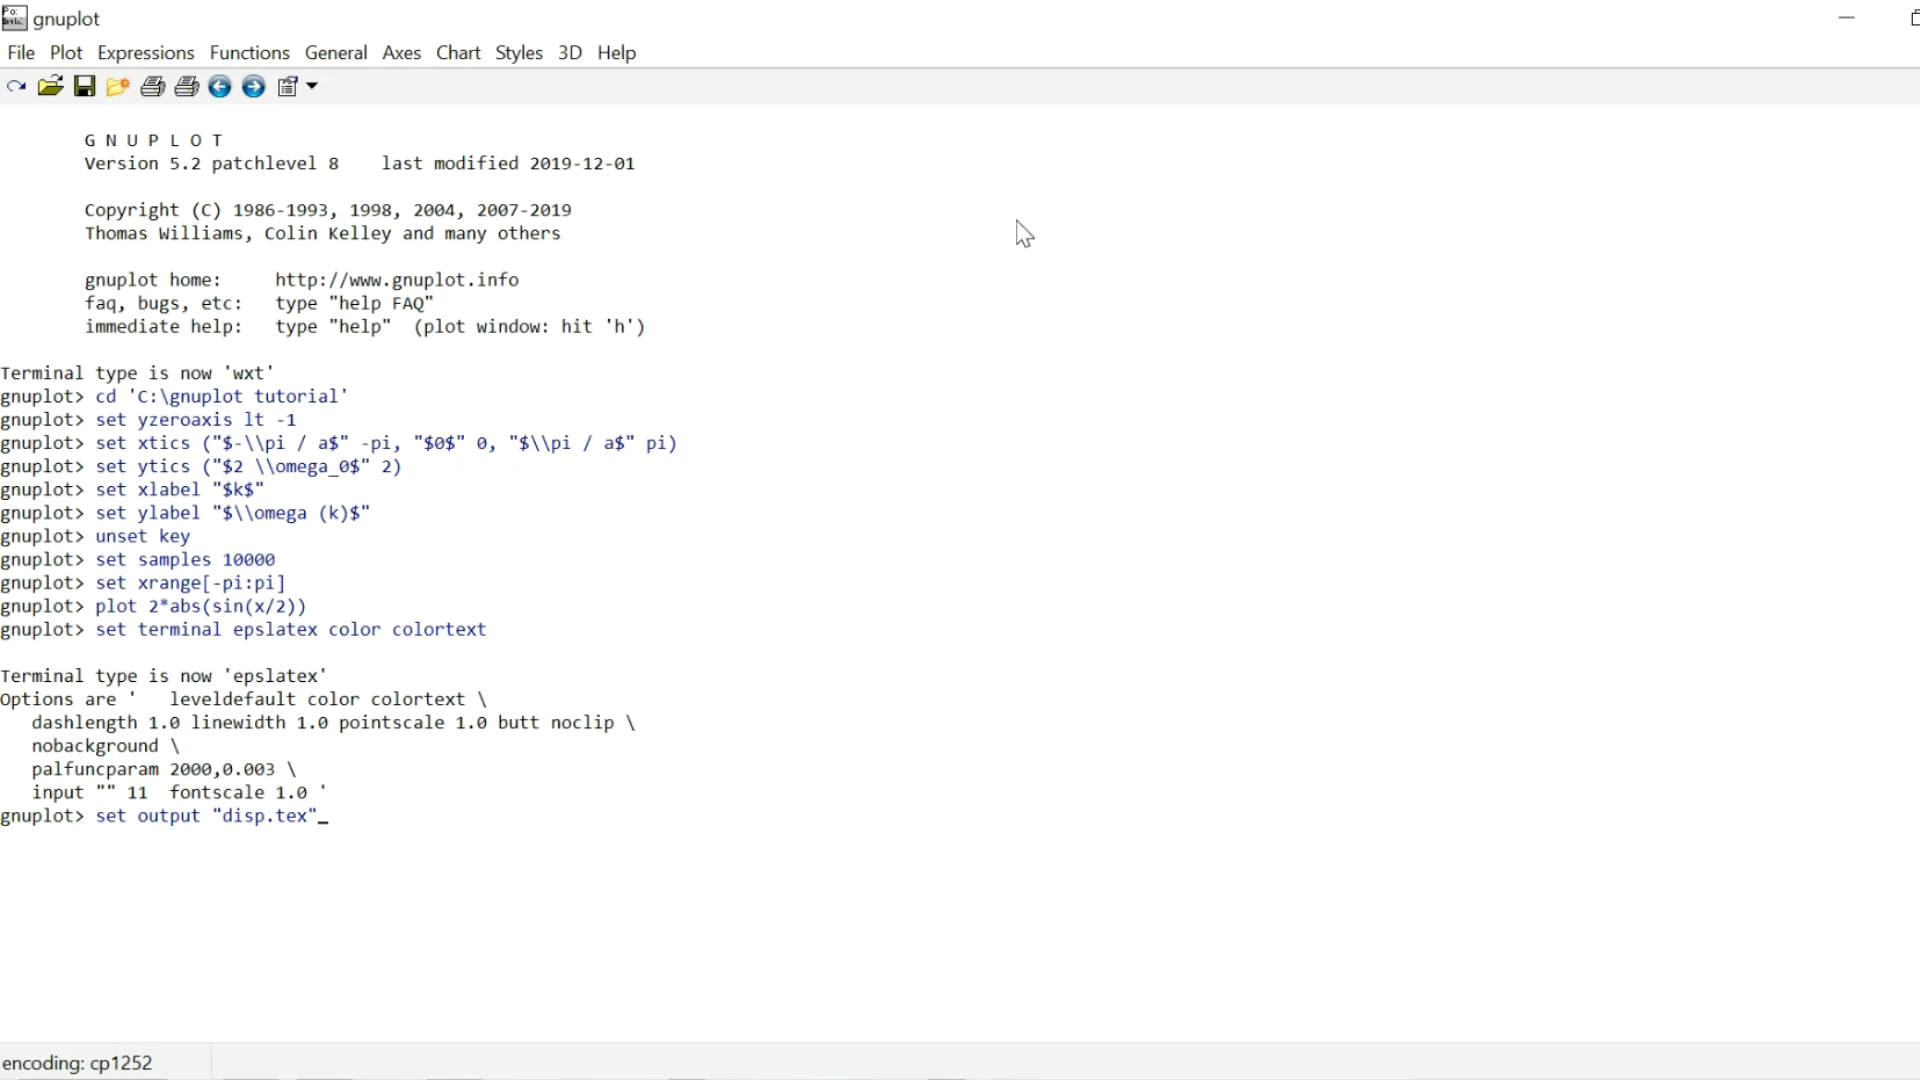 gnuplot
File Plot Expressions Functions General Axes Chart Styles 3D Help
G N U P L O T
Version 5.2 patchlevel 8    last modified 2019-12-01
Copyright (C) 1986-1993, 1998, 2004, 2007-2019
Thomas Williams, Colin Kelley and many others
gnuplot home:     http://www.gnuplot.info
faq, bugs, etc:   type "help FAQ"
immediate help:   type "help"  (plot window: hit 'h')
Terminal type is now 'wxt'
gnuplot> cd 'C:\gnuplot tutorial'
gnuplot> set yzeroaxis lt -1
gnuplot> set xtics ("$-\\pi / a$" -pi, "$0$" 0, "$\\pi / a$" pi)
gnuplot> set ytics ("$2 \\omega_0$" 2)
gnuplot> set xlabel "$k$"
gnuplot> set ylabel "$\\omega (k)$"
gnuplot> unset key
gnuplot> set samples 10000
gnuplot> set xrange[-pi:pi]
gnuplot> plot 2*abs(sin(x/2))
gnuplot> set terminal epslatex color colortext
Terminal type is now 'epslatex'
Options are '   leveldefault color colortext \
   dashlength 1.0 linewidth 1.0 pointscale 1.0 butt noclip \
   nobackground \
   palfuncparam 2000,0.003 \
   input "" 11  fontscale 1.0 '
gnuplot> set output "disp.tex"_
encoding: cp1252